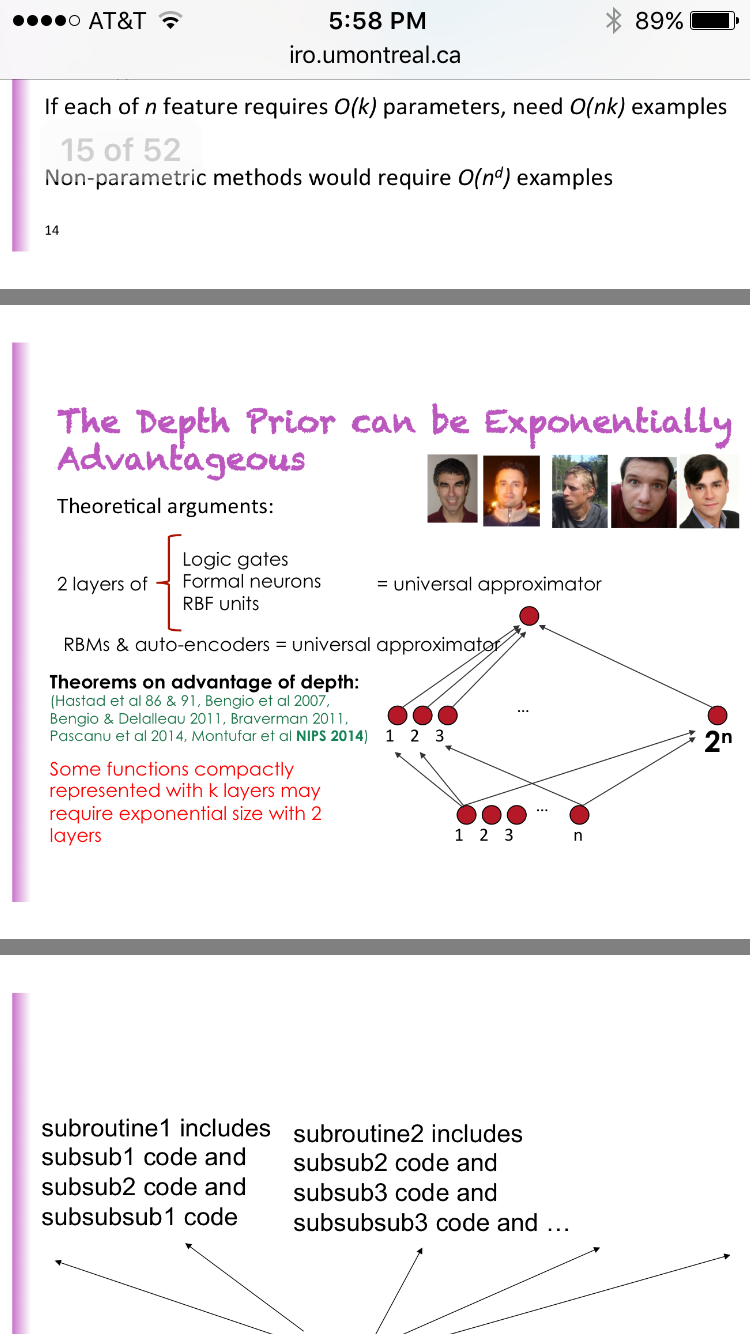 AT&T 5:58 PM 89%
iro.umontreal.ca
If each of n feature requires O(k) parameters, need O(nk) examples
15 of 52
Non-parametric methods would require O(nᵈ) examples
14
The Depth Prior can be Exponentially
Advantageous
Theoretical arguments:
2 layers of
Logic gates
Formal neurons
RBF units
= universal approximator
RBMs & auto-encoders = universal approximator
Theorems on advantage of depth:
(Hastad et al 86 & 91, Bengio et al 2007,
Bengio & Delalleau 2011, Braverman 2011,
Pascanu et al 2014, Montufar et al NIPS 2014)
Some functions compactly
represented with k layers may
require exponential size with 2
layers
...
1 2 3
2ⁿ
...
1 2 3 n
subroutine1 includes
subsub1 code and
subsub2 code and
subsubsub1 code
subroutine2 includes
subsub2 code and
subsub3 code and
subsubsub3 code and …